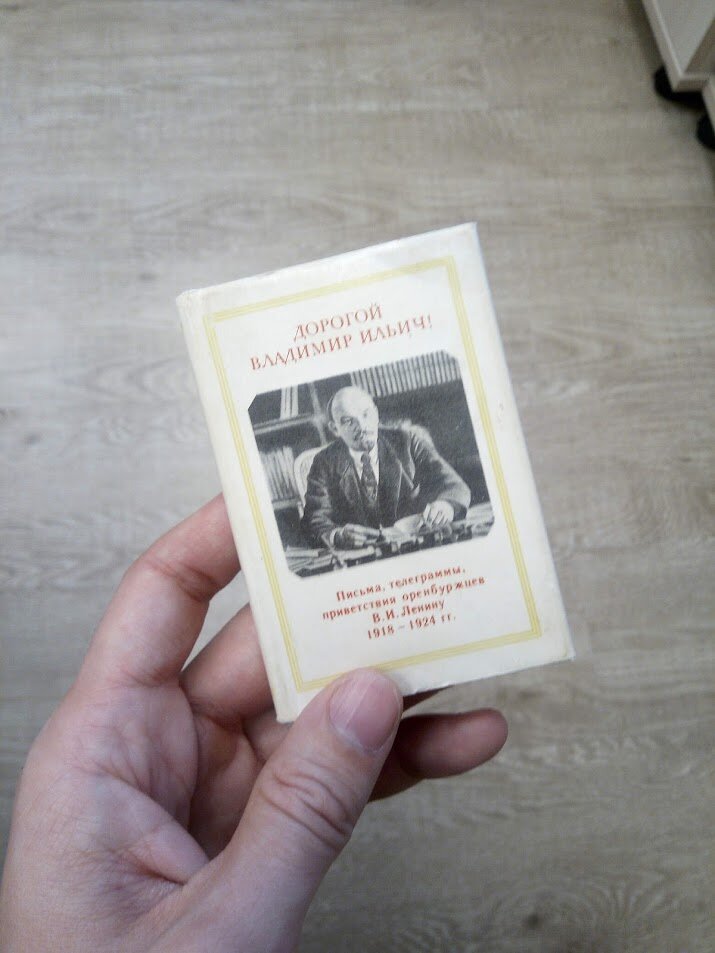 ДОРОГОЙ
ВЛАДИМИР ИЛЬИЧ!
Письма, телеграммы,
приветствия оренбуржцев
В. И. Ленину
1918 – 1924 гг.